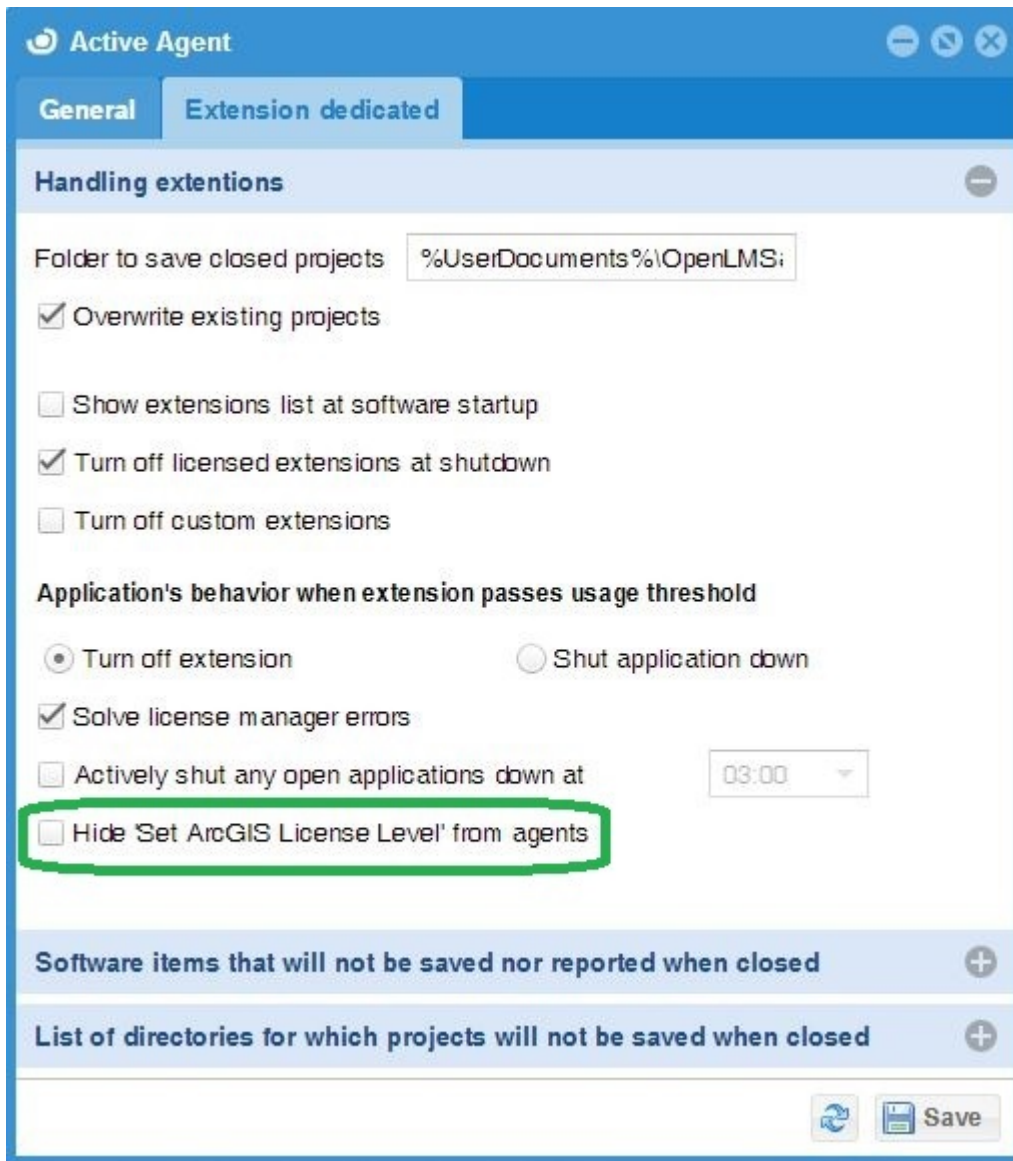 Active Agent
General Extension dedicated
Handling extentions
Folder to save closed projects %UserDocuments%\OpenLMSa
Overwrite existing projects
Show extensions list at software startup
Turn off licensed extensions at shutdown
Turn off custom extensions
Application's behavior when extension passes usage threshold
Turn off extension Shut application down
Solve license manager errors
Actively shut any open applications down at 03:00
Hide 'Set ArcGIS License Level' from agents
Software items that will not be saved nor reported when closed
List of directories for which projects will not be saved when closed
Save